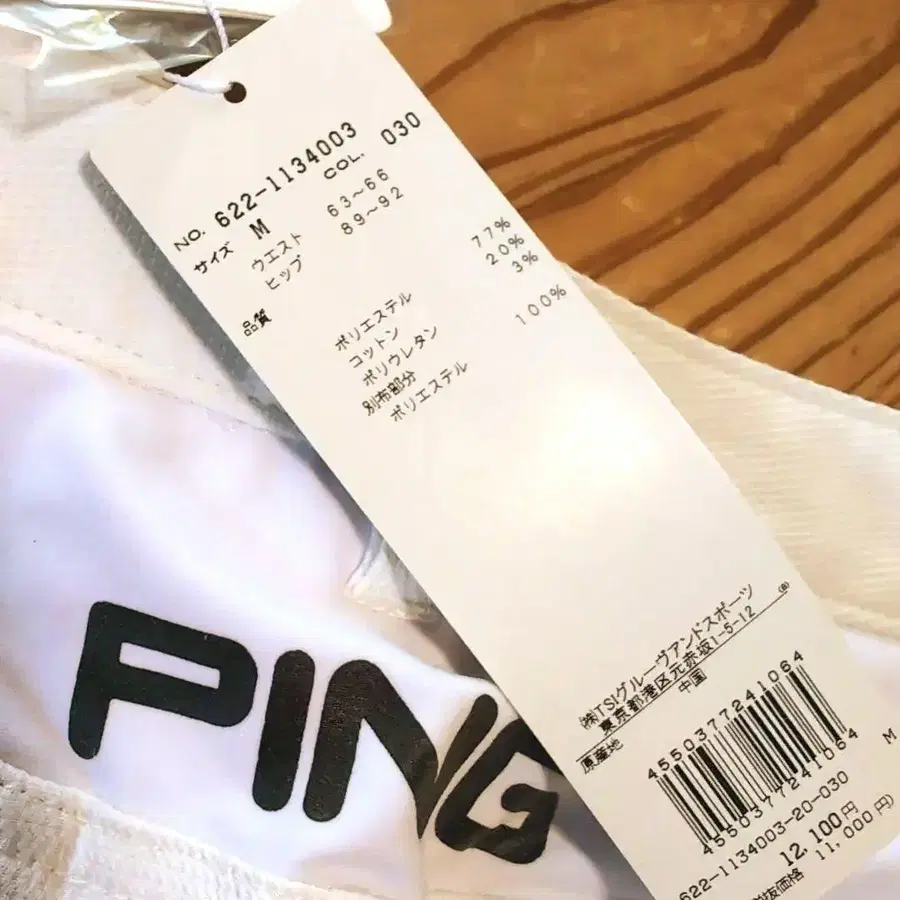 NO. 622-1134003 COL. 030
サイズ M
ウエスト 63～66
ヒップ 89～92
品質
ポリエステル 77%
コットン 20%
ポリウレタン 3%
別布部分
ポリエステル 100%
㈱TSIグルーヴアンドスポーツ
東京都港区元赤坂1-5-12
原産地 中国
4550377241064
4550377241064 M
622-1134003-20-030
12,100円
税抜価格 11,000円)
PING